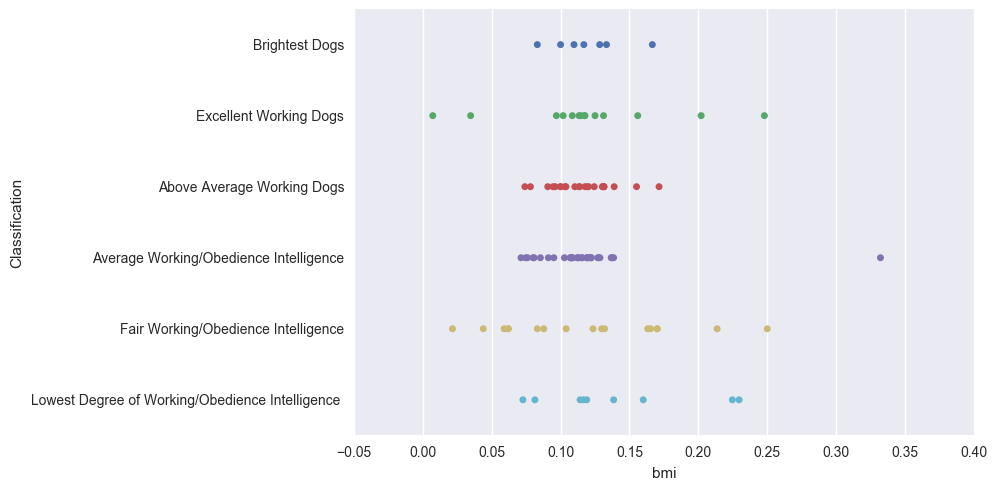 Brightest Dogs
Excellent Working Dogs
Above Average Working Dogs
Average Working/Obedience Intelligence
Fair Working/Obedience Intelligence
Lowest Degree of Working/Obedience Intelligence
Classification
−0.05 0.00 0.05 0.10 0.15 0.20 0.25 0.30 0.35 0.40
bmi